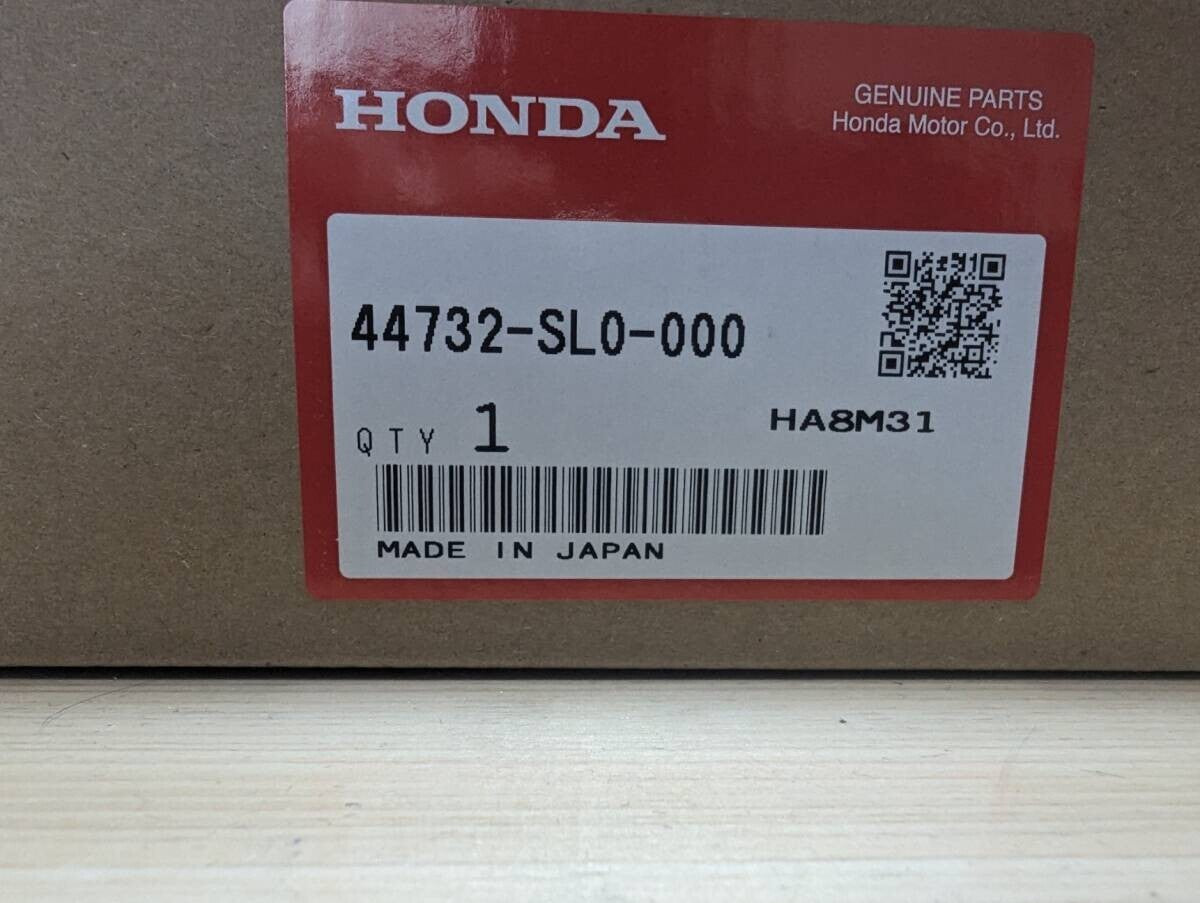 HONDA
GENUINE PARTS
Honda Motor Co., Ltd.
44732-SL0-000
QTY 1
HA8M31
MADE IN JAPAN